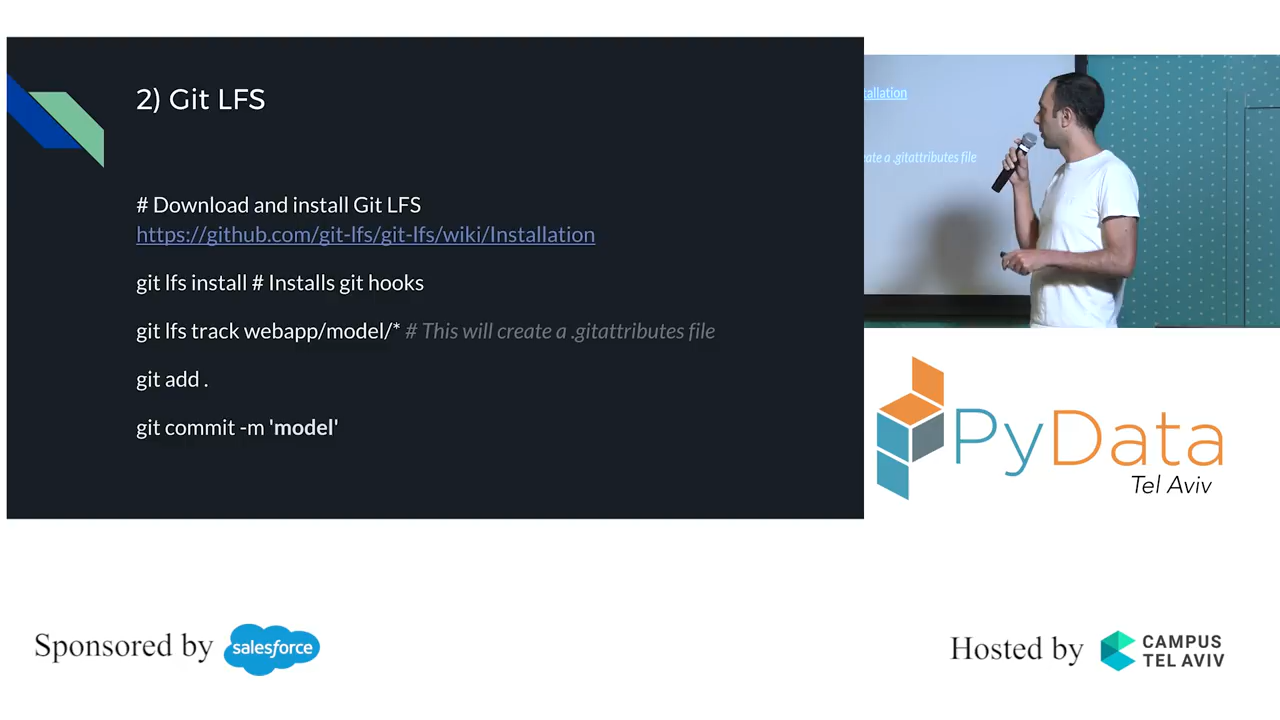 2) Git LFS
# Download and install Git LFS
https://github.com/git-lfs/git-lfs/wiki/Installation
git lfs install # Installs git hooks
git lfs track webapp/model/* # This will create a .gitattributes file
git add .
git commit -m 'model'
tallation
ate a .gitattributes file
PyData
Tel Aviv
Sponsored by
salesforce
Hosted by
CAMPUS
TEL AVIV